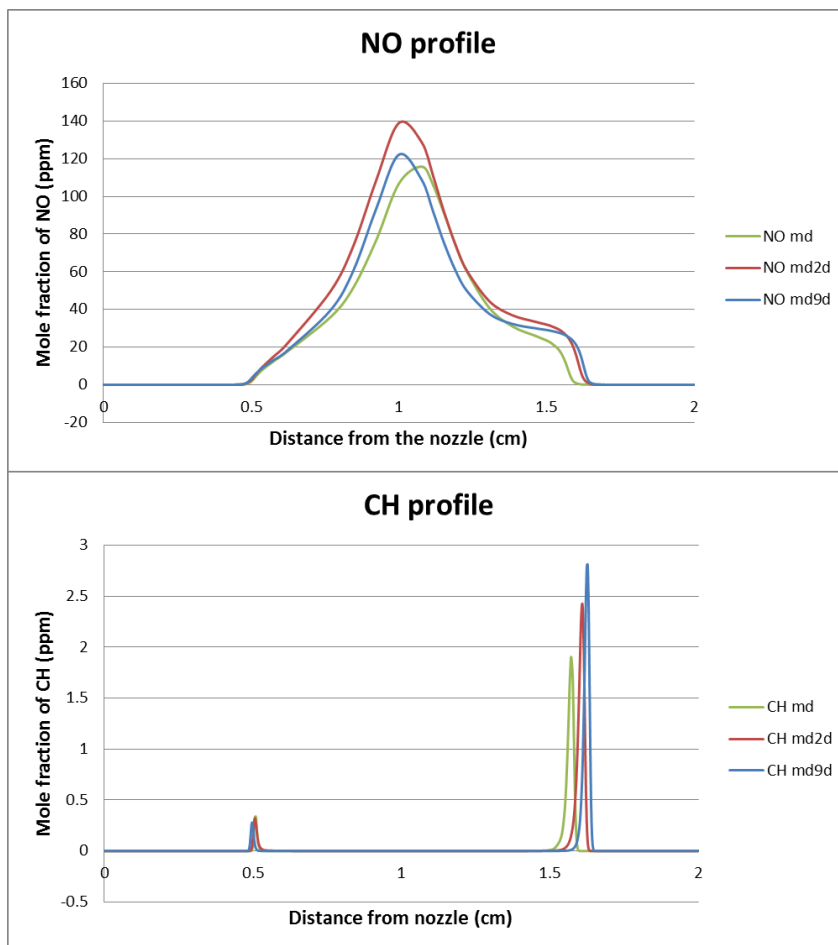 NO profile
160
140
120
100
80
60
40
20
0
-20
Mole fraction of NO (ppm)
0
0.5
1
1.5
2
Distance from the nozzle (cm)
NO md
NO md2d
NO md9d
CH profile
3
2.5
2
1.5
1
0.5
0
-0.5
Mole fraction of CH (ppm)
0
0.5
1
1.5
2
Distance from nozzle (cm)
CH md
CH md2d
CH md9d